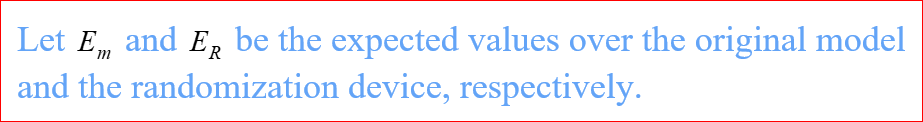 Let E_m and E_R be the expected values over the original model
and the randomization device, respectively.